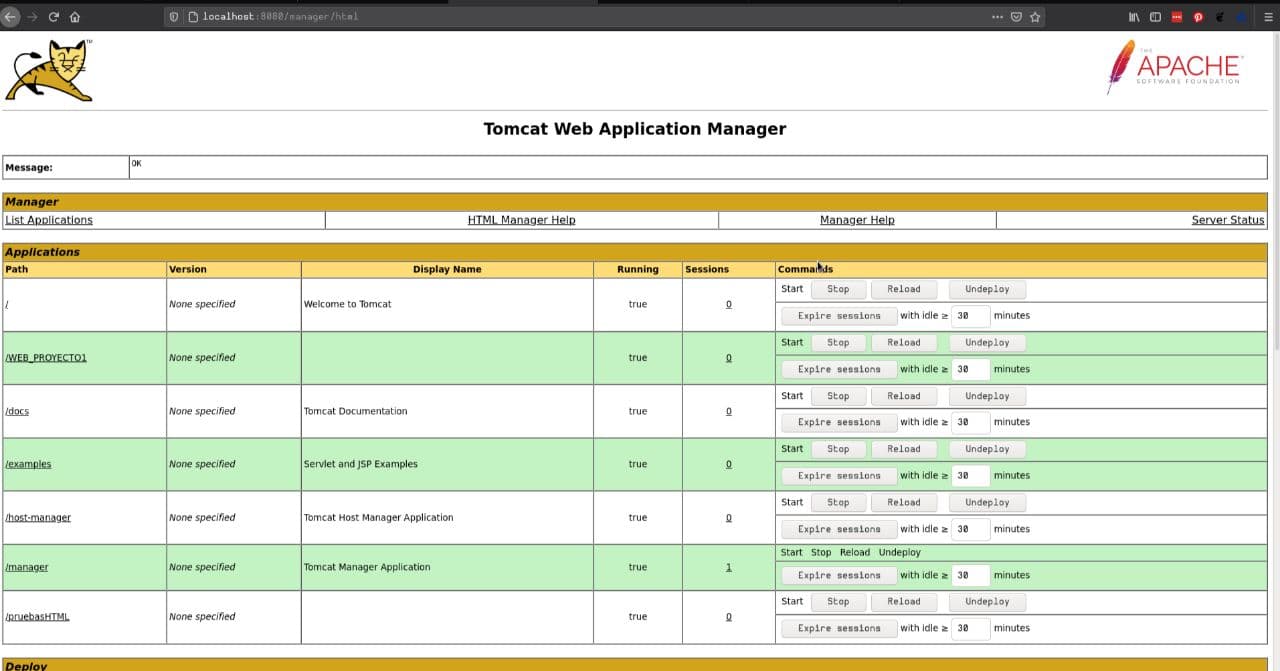 localhost:8080/manager/html
TM
THE
APACHE
SOFTWARE FOUNDATION
Tomcat Web Application Manager
Message: OK
Manager
List Applications HTML Manager Help Manager Help Server Status
Applications
Path Version Display Name Running Sessions Commands
/ None specified Welcome to Tomcat true 0 Start Stop Reload Undeploy
Expire sessions with idle ≥ 30 minutes
/WEB_PROYECTO1 None specified true 0 Start Stop Reload Undeploy
Expire sessions with idle ≥ 30 minutes
/docs None specified Tomcat Documentation true 0 Start Stop Reload Undeploy
Expire sessions with idle ≥ 30 minutes
/examples None specified Servlet and JSP Examples true 0 Start Stop Reload Undeploy
Expire sessions with idle ≥ 30 minutes
/host-manager None specified Tomcat Host Manager Application true 0 Start Stop Reload Undeploy
Expire sessions with idle ≥ 30 minutes
/manager None specified Tomcat Manager Application true 1 Start Stop Reload Undeploy
Expire sessions with idle ≥ 30 minutes
/pruebasHTML None specified true 0 Start Stop Reload Undeploy
Expire sessions with idle ≥ 30 minutes
Deploy